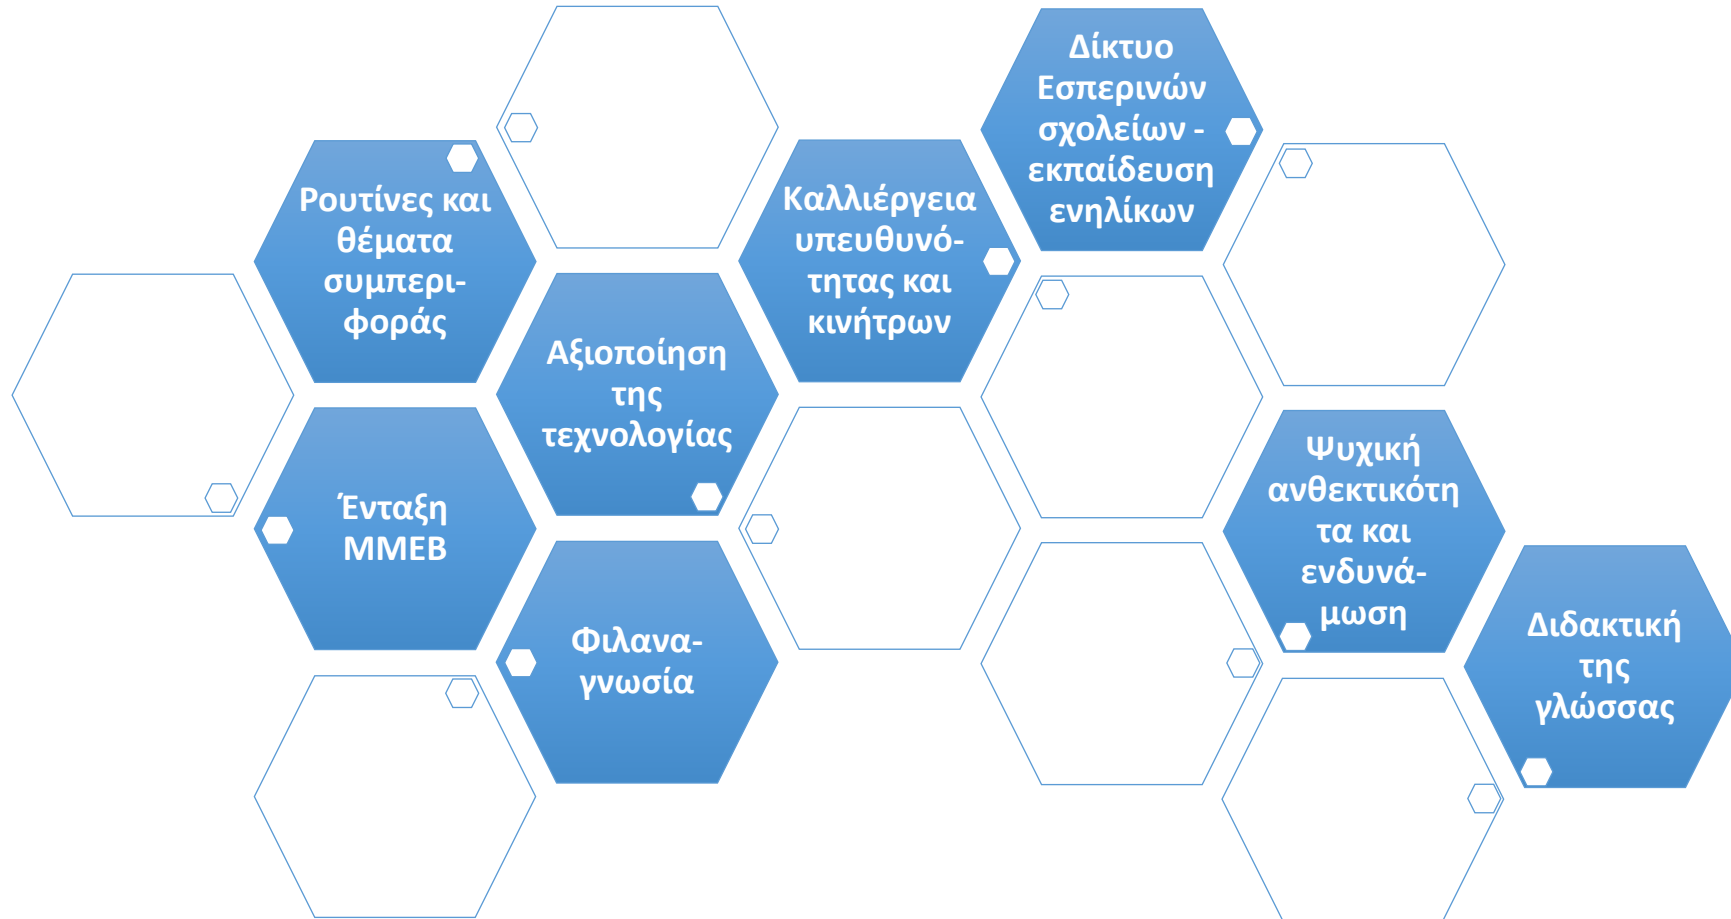 Ρουτίνες και
θέματα
συμπερι-
φοράς
Ένταξη
ΜΜΕΒ
Αξιοποίηση
της
τεχνολογίας
Φιλανα-
γνωσία
Καλλιέργεια
υπευθυνό-
τητας και
κινήτρων
Δίκτυο
Εσπερινών
σχολείων -
εκπαίδευση
ενηλίκων
Ψυχική
ανθεκτικότη
τα και
ενδυνά-
μωση
Διδακτική
της
γλώσσας